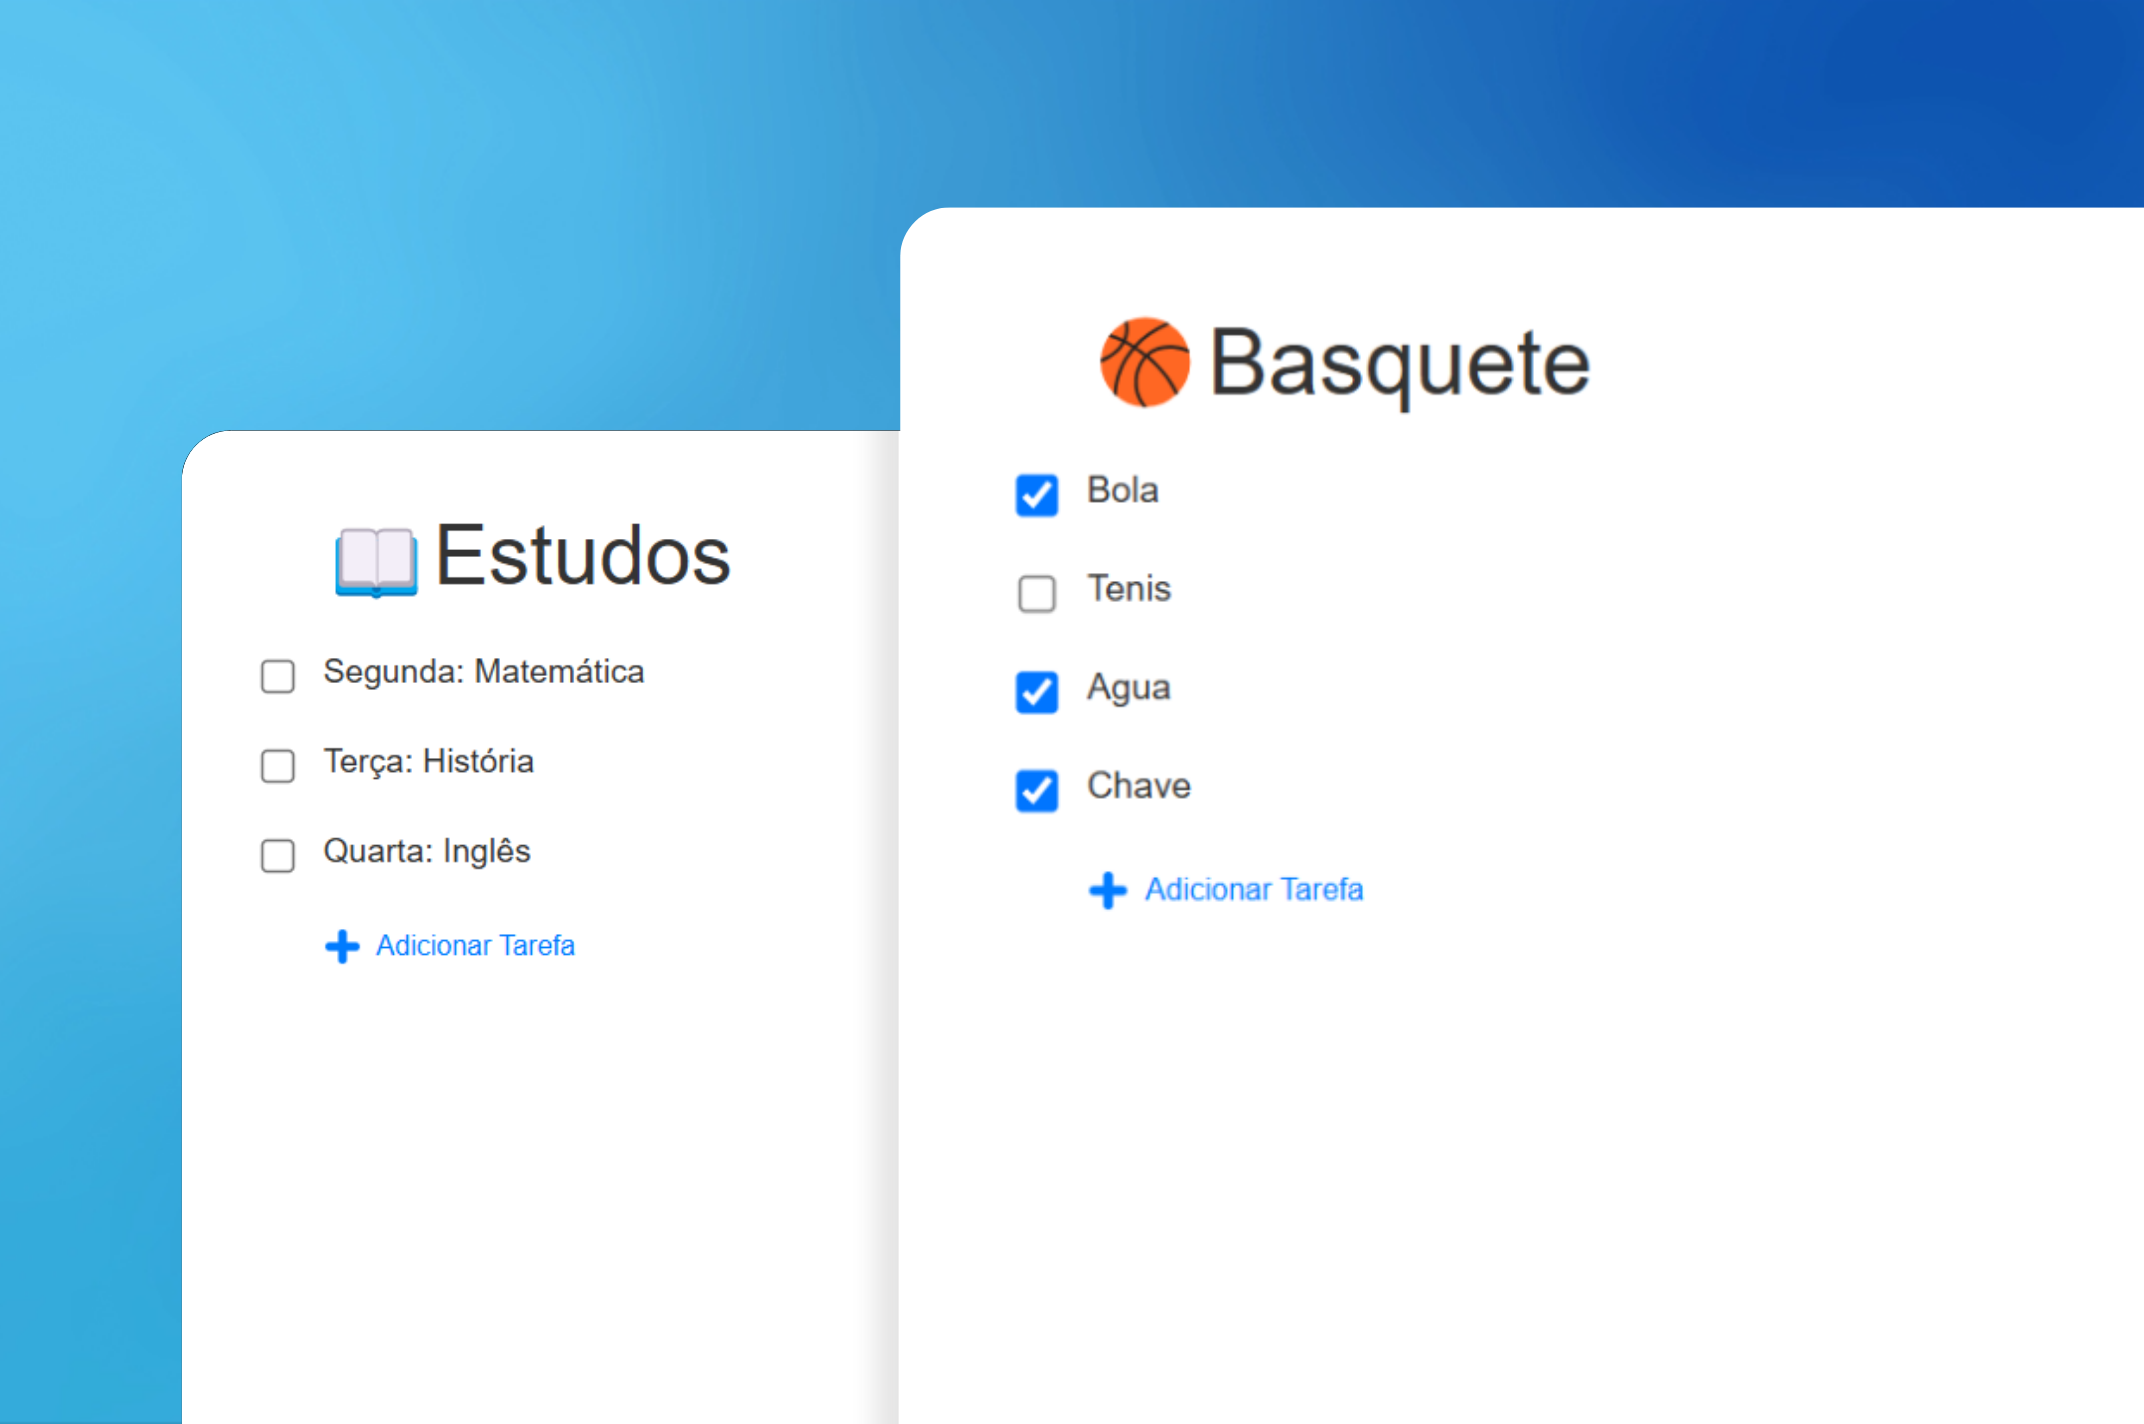 Estudos
Segunda: Matemática
Terça: História
Quarta: Inglês
Adicionar Tarefa
Basquete
Bola
Tenis
Agua
Chave
Adicionar Tarefa